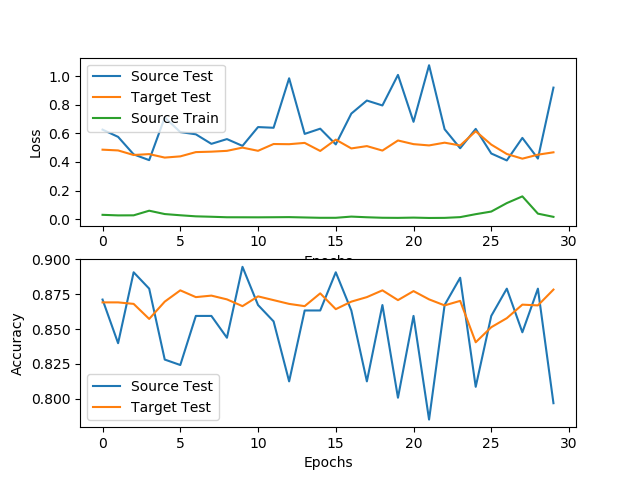 Loss
1.0
0.8
0.6
0.4
0.2
0.0
Source Test
Target Test
Source Train
0 5 10 15 20 25 30
Epochs
Accuracy
0.900
0.875
0.850
0.825
0.800
Source Test
Target Test
0 5 10 15 20 25 30
Epochs